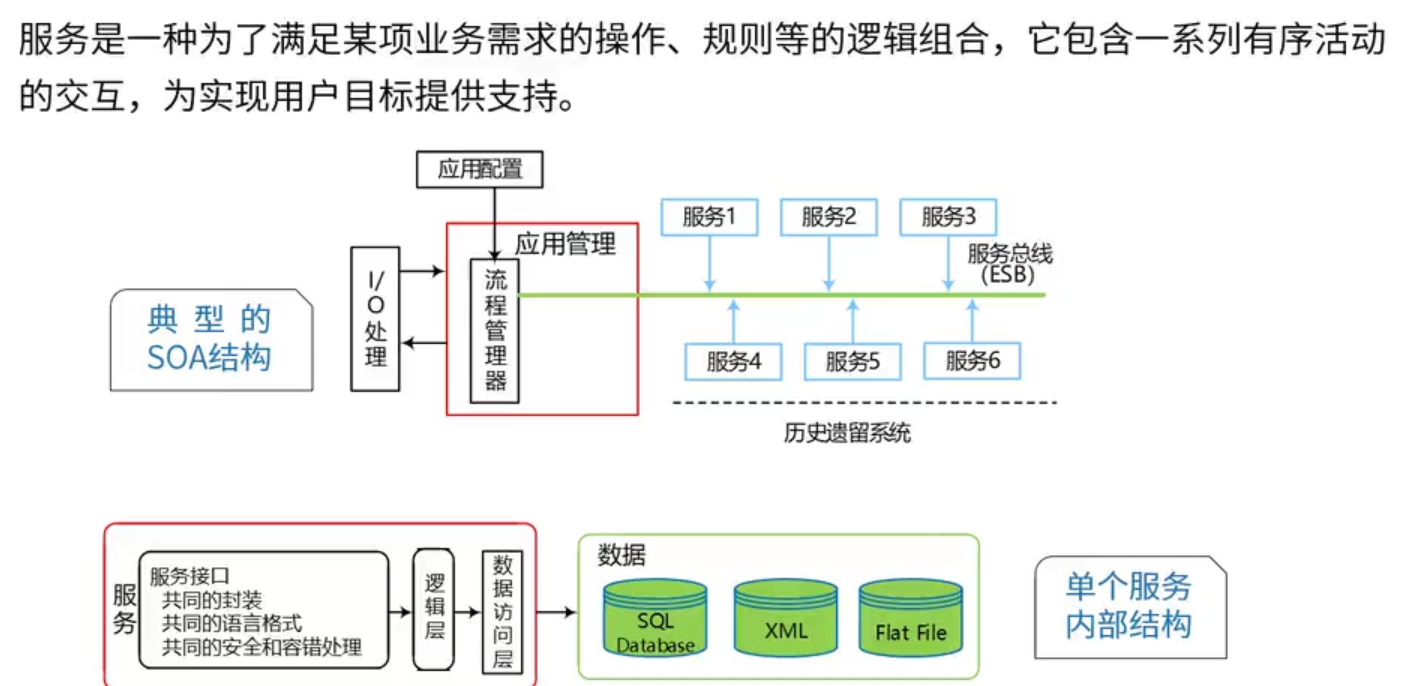 服务是一种为了满足某项业务需求的操作、规则等的逻辑组合，它包含一系列有序活动
的交互，为实现用户目标提供支持。
应用配置
服务1
服务2
服务3
应用管理
服务总线
（ESB）
I/
O
处
理
流
程
管
理
器
典型的
SOA结构
服务4
服务5
服务6
历史遗留系统
服
务
服务接口
共同的封装
共同的语言格式
共同的安全和容错处理
逻
辑
层
数
据
访
问
层
数据
SQL
Database
XML
Flat File
单个服务
内部结构